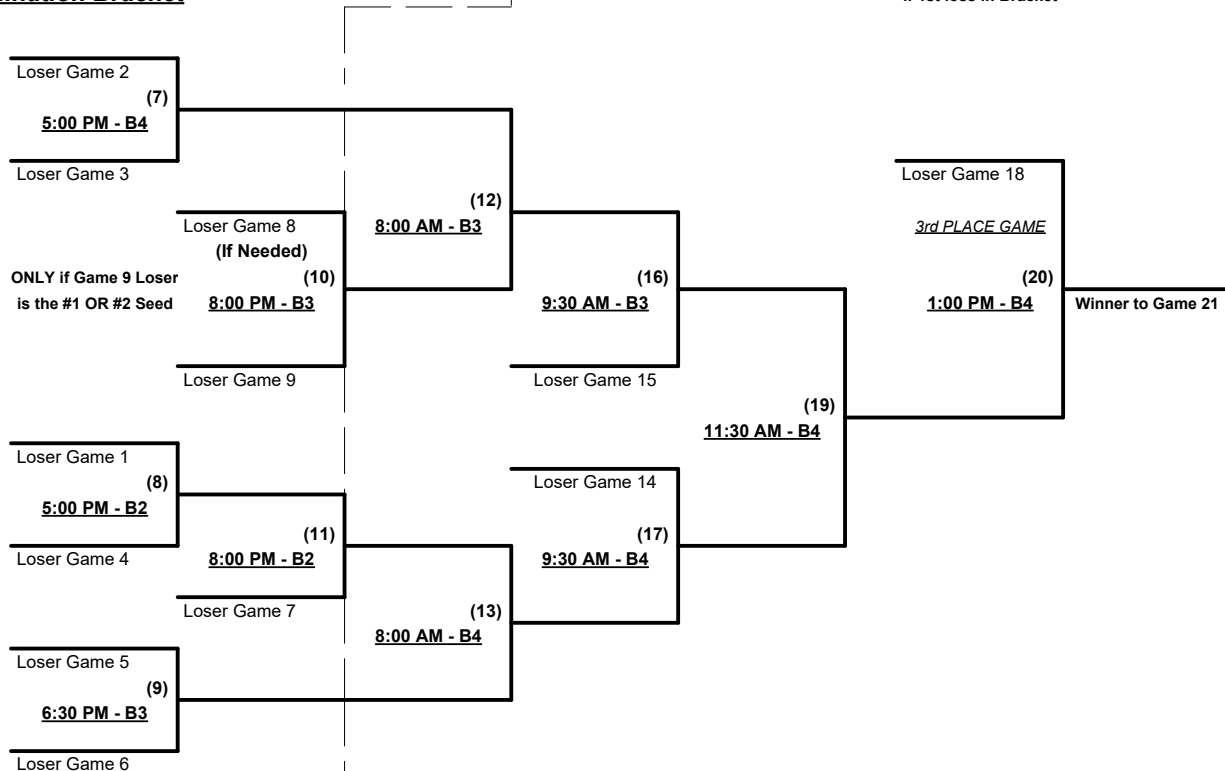 Loser Game 2
(7)
5:00 PM - B4
Loser Game 3
Loser Game 18
(12)
8:00 AM - B3
Loser Game 8
(If Needed)
3rd PLACE GAME
ONLY if Game 9 Loser
is the #1 OR #2 Seed
(10)
8:00 PM - B3
(16)
9:30 AM - B3
(20)
1:00 PM - B4
Winner to Game 21
Loser Game 9
Loser Game 15
(19)
11:30 AM - B4
Loser Game 1
(8)
5:00 PM - B2
Loser Game 4
Loser Game 14
(11)
8:00 PM - B2
(17)
9:30 AM - B4
Loser Game 7
(13)
8:00 AM - B4
Loser Game 5
(9)
6:30 PM - B3
Loser Game 6